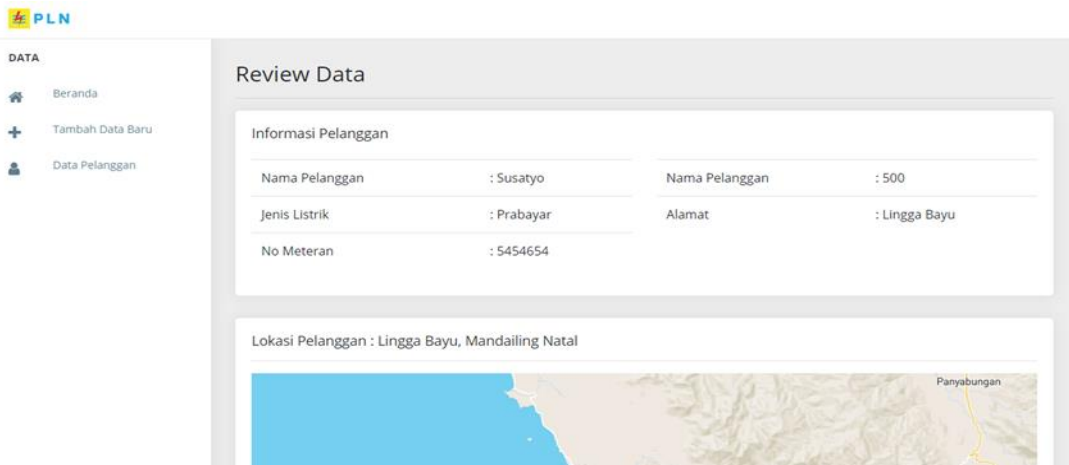 PLN
DATA
Beranda
Tambah Data Baru
Data Pelanggan
Review Data
Informasi Pelanggan
Nama Pelanggan : Susatyo Nama Pelanggan : 500
Jenis Listrik : Prabayar Alamat : Lingga Bayu
No Meteran : 5454654
Lokasi Pelanggan : Lingga Bayu, Mandailing Natal
Panyabungan